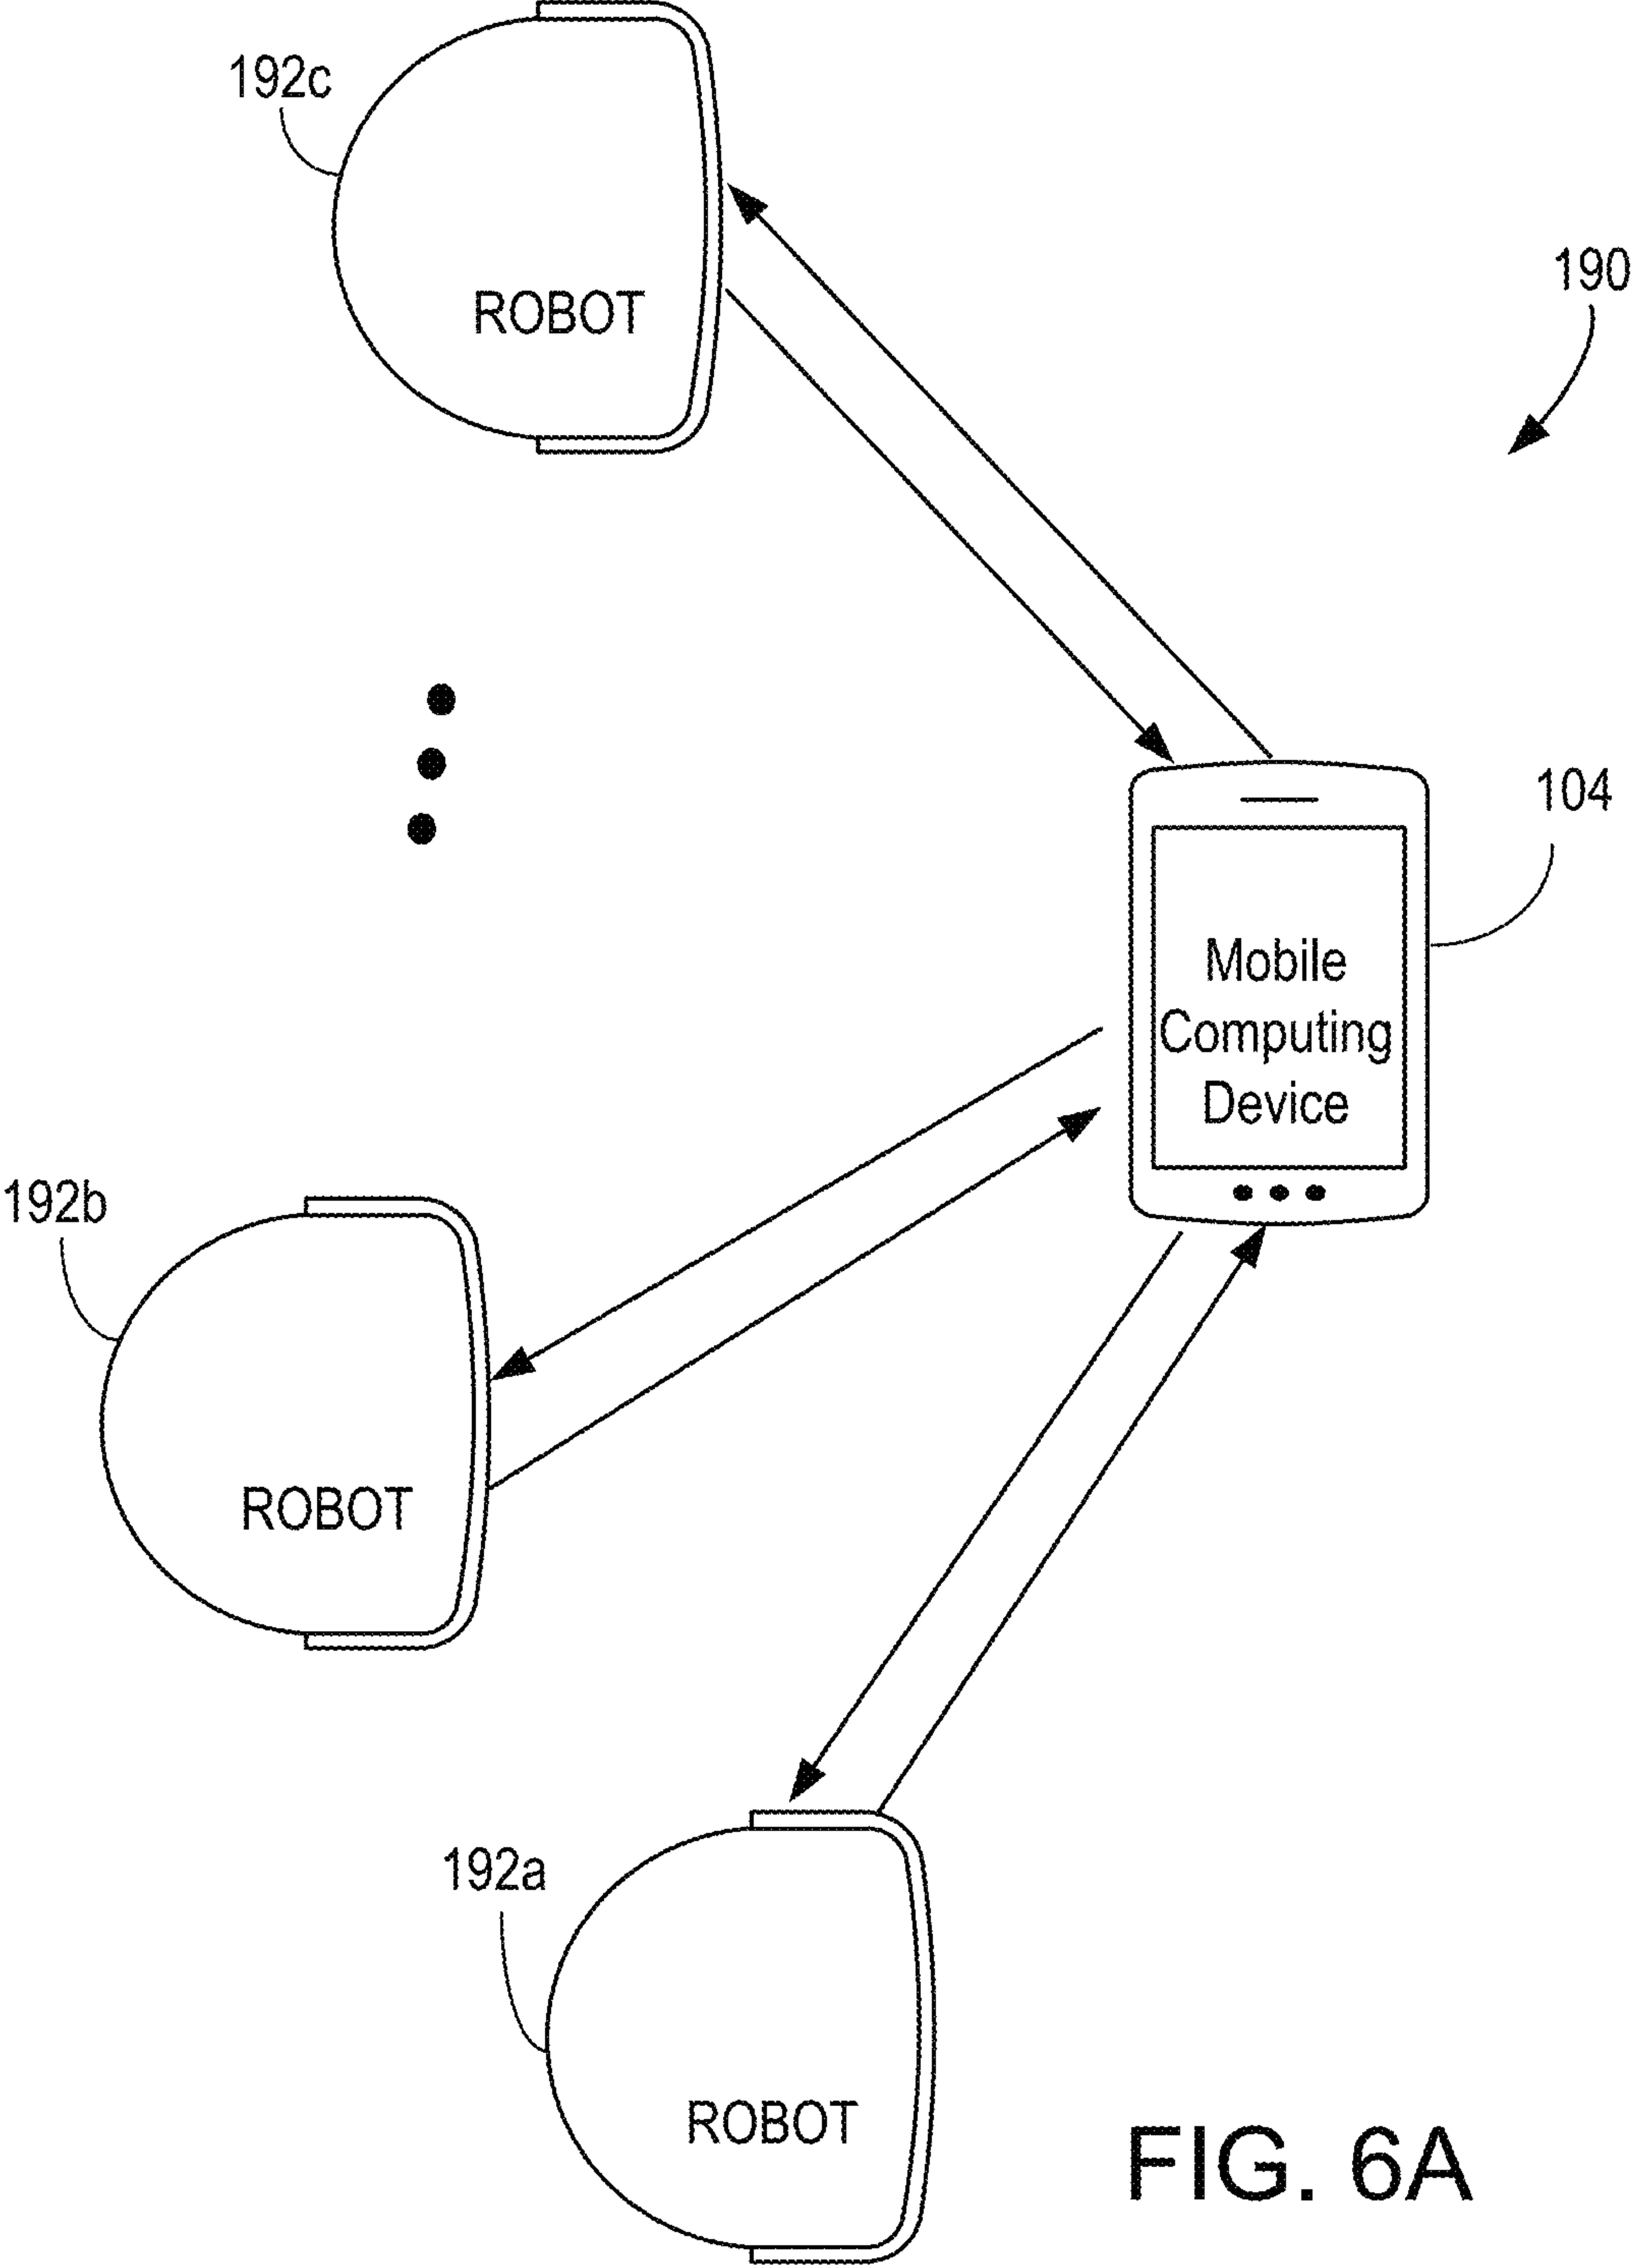 192c
ROBOT
190
104
Mobile
Computing
Device
192b
ROBOT
192a
ROBOT
FIG. 6A